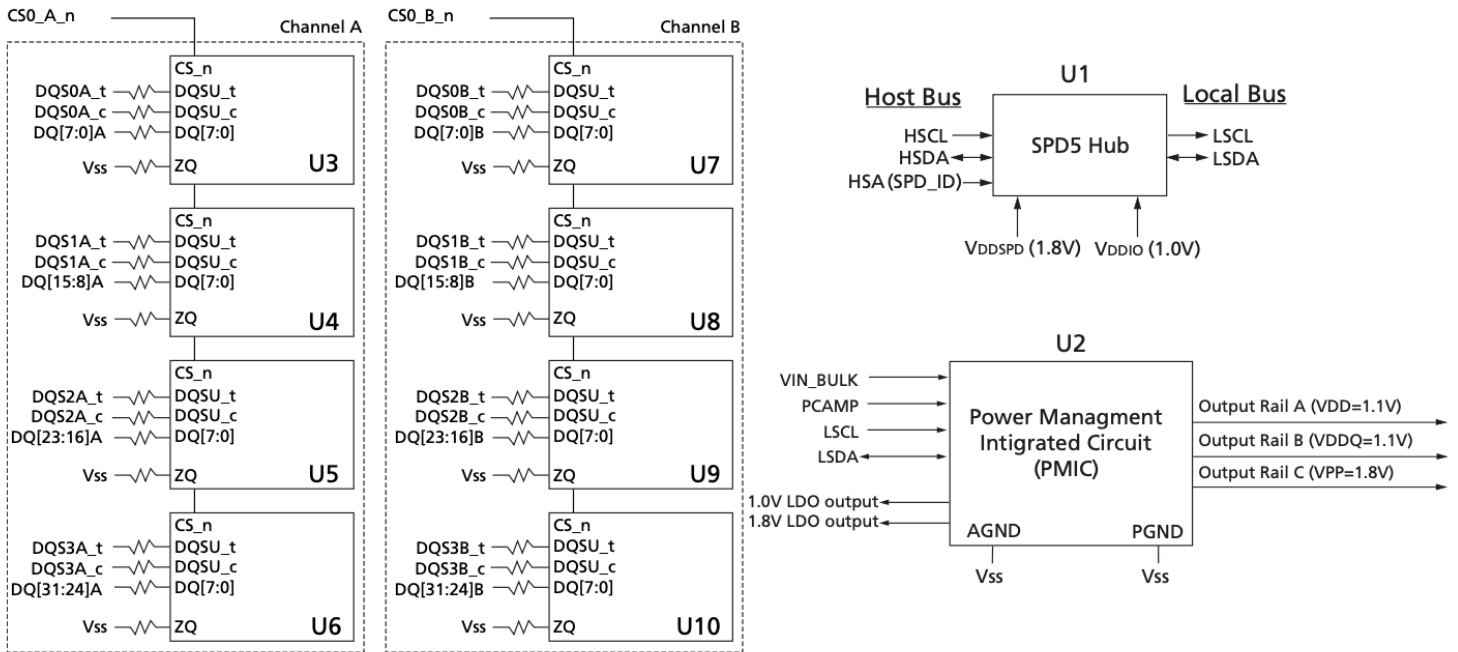 CS0_A_n
Channel A
CS_n
DQS0A_t DQSU_t
DQS0A_c DQSU_c
DQ[7:0]A DQ[7:0]
Vss ZQ U3
CS_n
DQS1A_t DQSU_t
DQS1A_c DQSU_c
DQ[15:8]A DQ[7:0]
Vss ZQ U4
CS_n
DQS2A_t DQSU_t
DQS2A_c DQSU_c
DQ[23:16]A DQ[7:0]
Vss ZQ U5
CS_n
DQS3A_t DQSU_t
DQS3A_c DQSU_c
DQ[31:24]A DQ[7:0]
Vss ZQ U6
CS0_B_n
Channel B
CS_n
DQS0B_t DQSU_t
DQS0B_c DQSU_c
DQ[7:0]B DQ[7:0]
Vss ZQ U7
CS_n
DQS1B_t DQSU_t
DQS1B_c DQSU_c
DQ[15:8]B DQ[7:0]
Vss ZQ U8
CS_n
DQS2B_t DQSU_t
DQS2B_c DQSU_c
DQ[23:16]B DQ[7:0]
Vss ZQ U9
CS_n
DQS3B_t DQSU_t
DQS3B_c DQSU_c
DQ[31:24]B DQ[7:0]
Vss ZQ U10
U1
Host Bus Local Bus
HSCL LSCL
SPD5 Hub
HSDA LSDA
HSA (SPD_ID)
VDDSPD (1.8V) VDDIO (1.0V)
U2
VIN_BULK
PCAMP
LSCL
LSDA
Power Managment
Intigrated Circuit
(PMIC)
Output Rail A (VDD=1.1V)
Output Rail B (VDDQ=1.1V)
Output Rail C (VPP=1.8V)
1.0V LDO output
1.8V LDO output
AGND PGND
Vss Vss